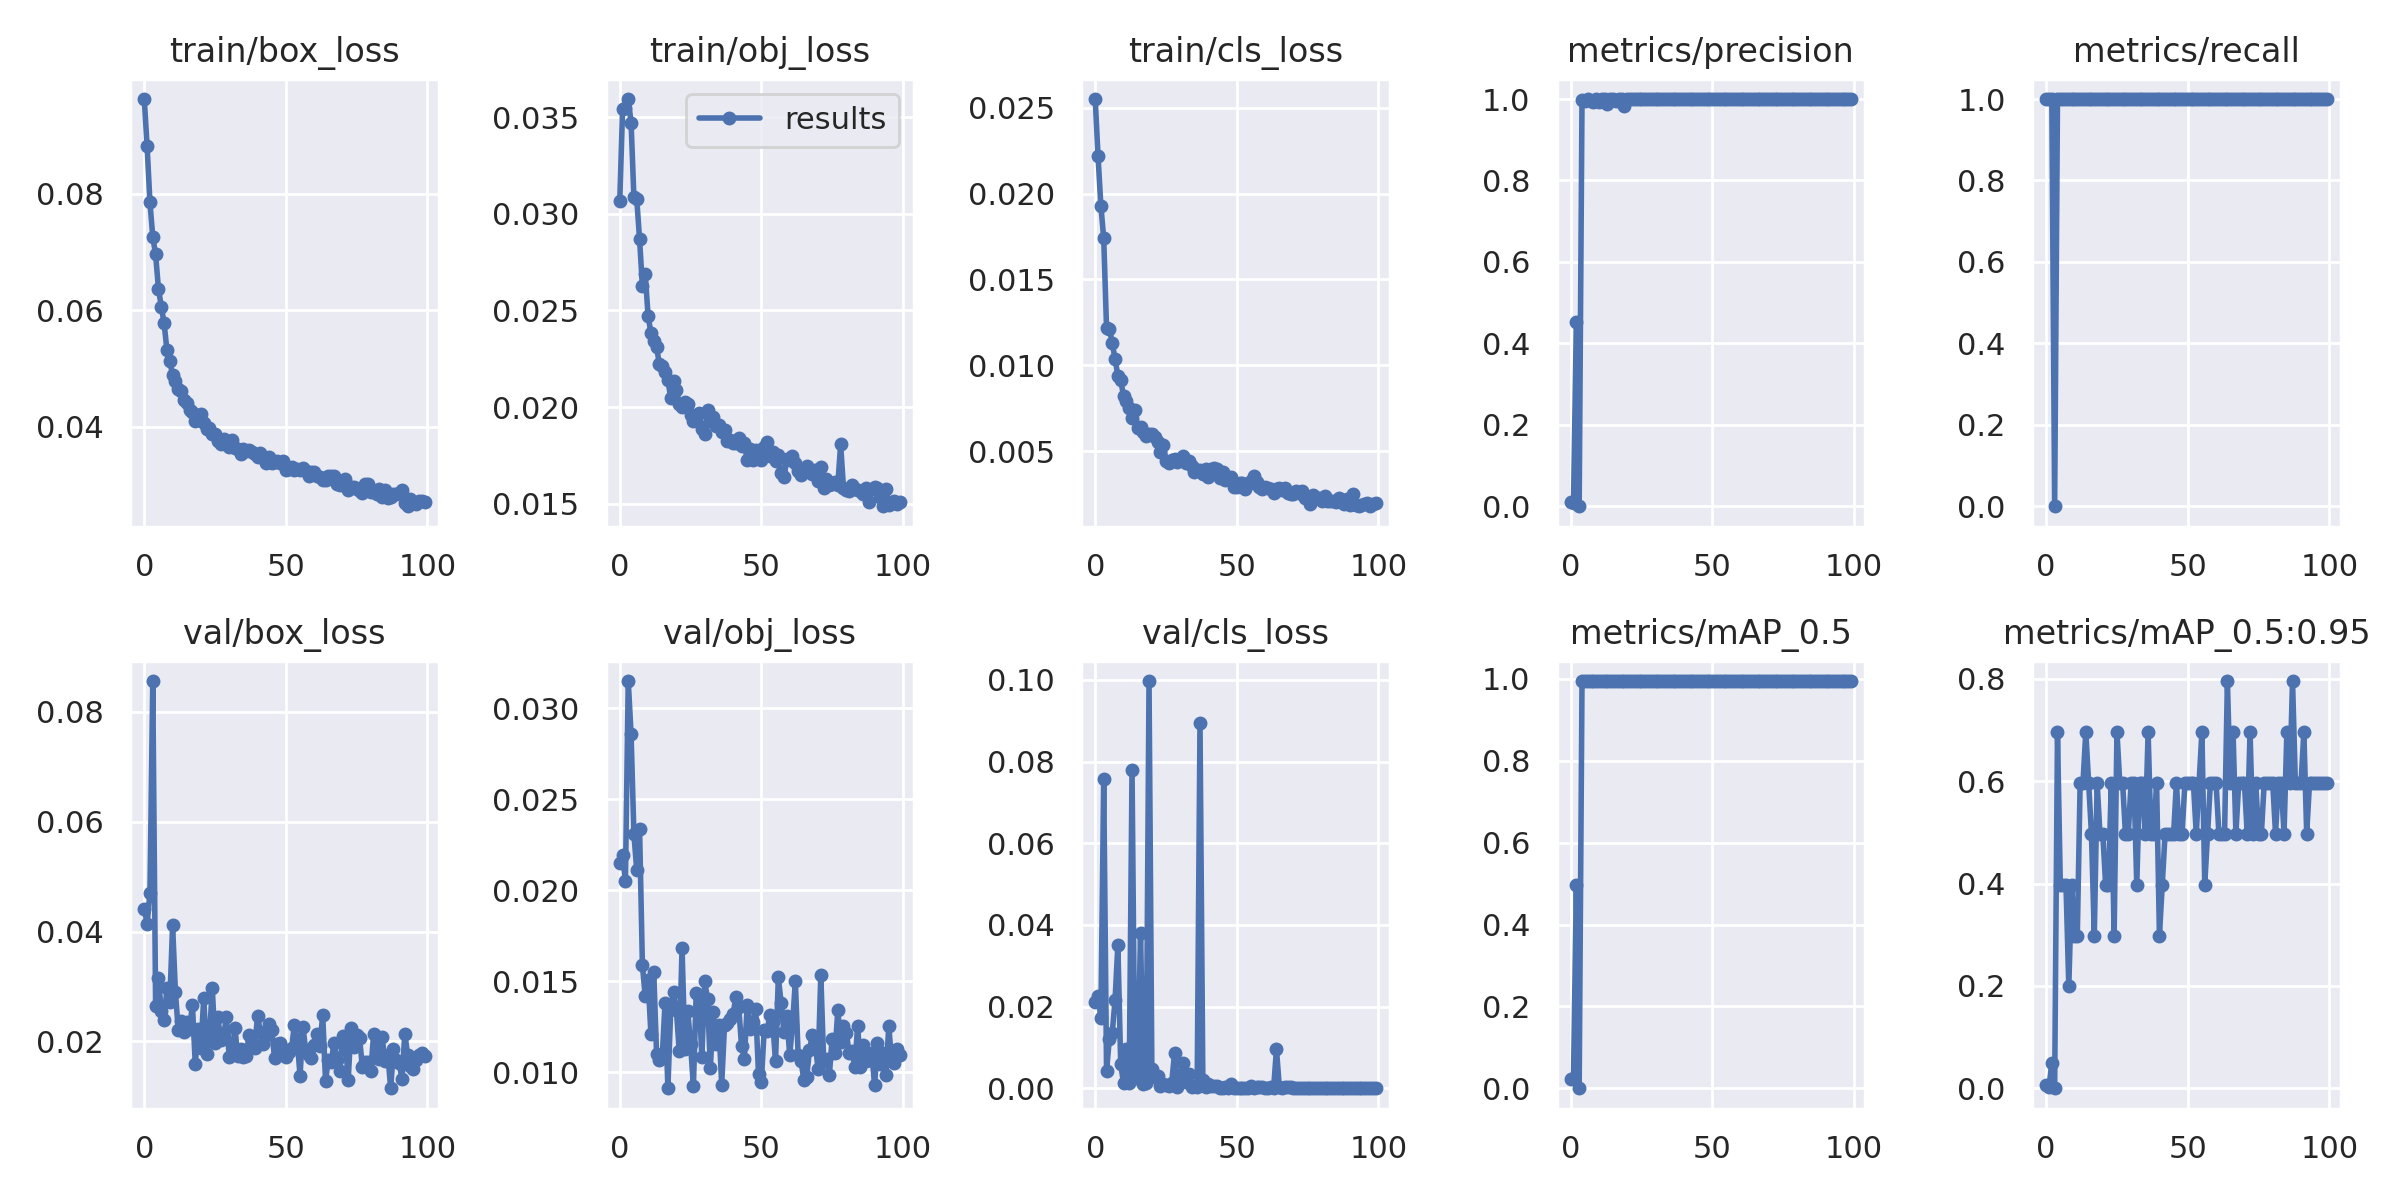 train/box_loss
0.08
0.06
0.04
0 50 100
train/obj_loss
results
0.035
0.030
0.025
0.020
0.015
0 50 100
train/cls_loss
0.025
0.020
0.015
0.010
0.005
0 50 100
metrics/precision
1.0
0.8
0.6
0.4
0.2
0.0
0 50 100
metrics/recall
1.0
0.8
0.6
0.4
0.2
0.0
0 50 100
val/box_loss
0.08
0.06
0.04
0.02
0 50 100
val/obj_loss
0.030
0.025
0.020
0.015
0.010
0 50 100
val/cls_loss
0.10
0.08
0.06
0.04
0.02
0.00
0 50 100
metrics/mAP_0.5
1.0
0.8
0.6
0.4
0.2
0.0
0 50 100
metrics/mAP_0.5:0.95
0.8
0.6
0.4
0.2
0.0
0 50 100